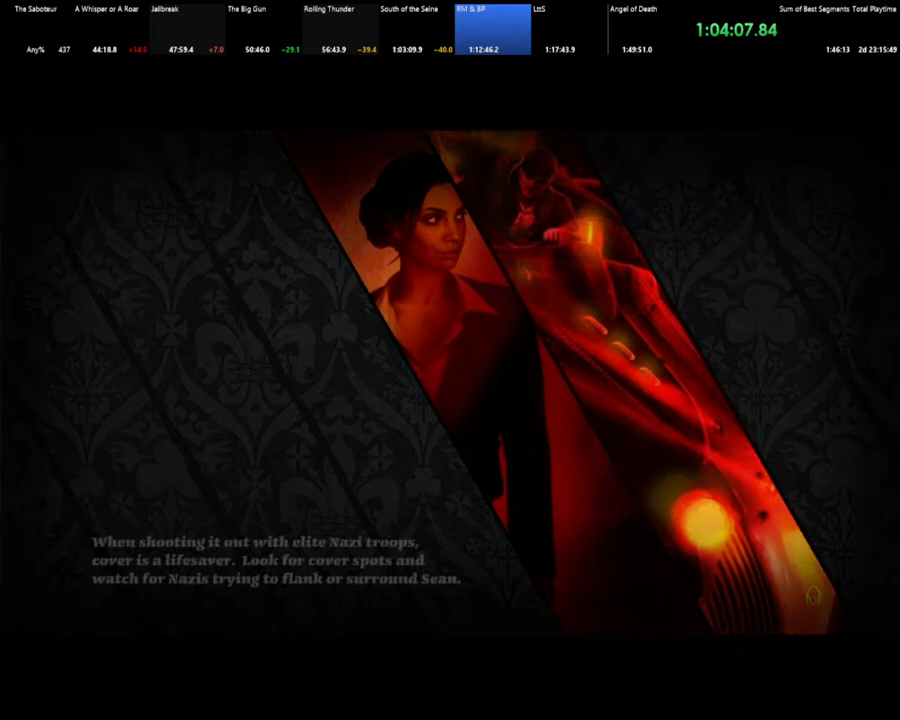 The Saboteur
A Whisper or A Roar
Jailbreak
The Big Gun
Rolling Thunder
South of the Seine
RM & BP
LttS
Angel of Death
Sum of Best Segments
Total Playtime
1:04:07.84
Any%
437
44:18.8
+14.5
47:59.4
+7.0
50:46.0
−29.1
56:43.9
−39.4
1:03:09.9
−40.0
1:12:46.2
1:17:43.9
1:49:51.0
1:46:13
2d 23:15:49
When shooting it out with elite Nazi troops,
cover is a lifesaver. Look for cover spots and
watch for Nazis trying to flank or surround Sean.